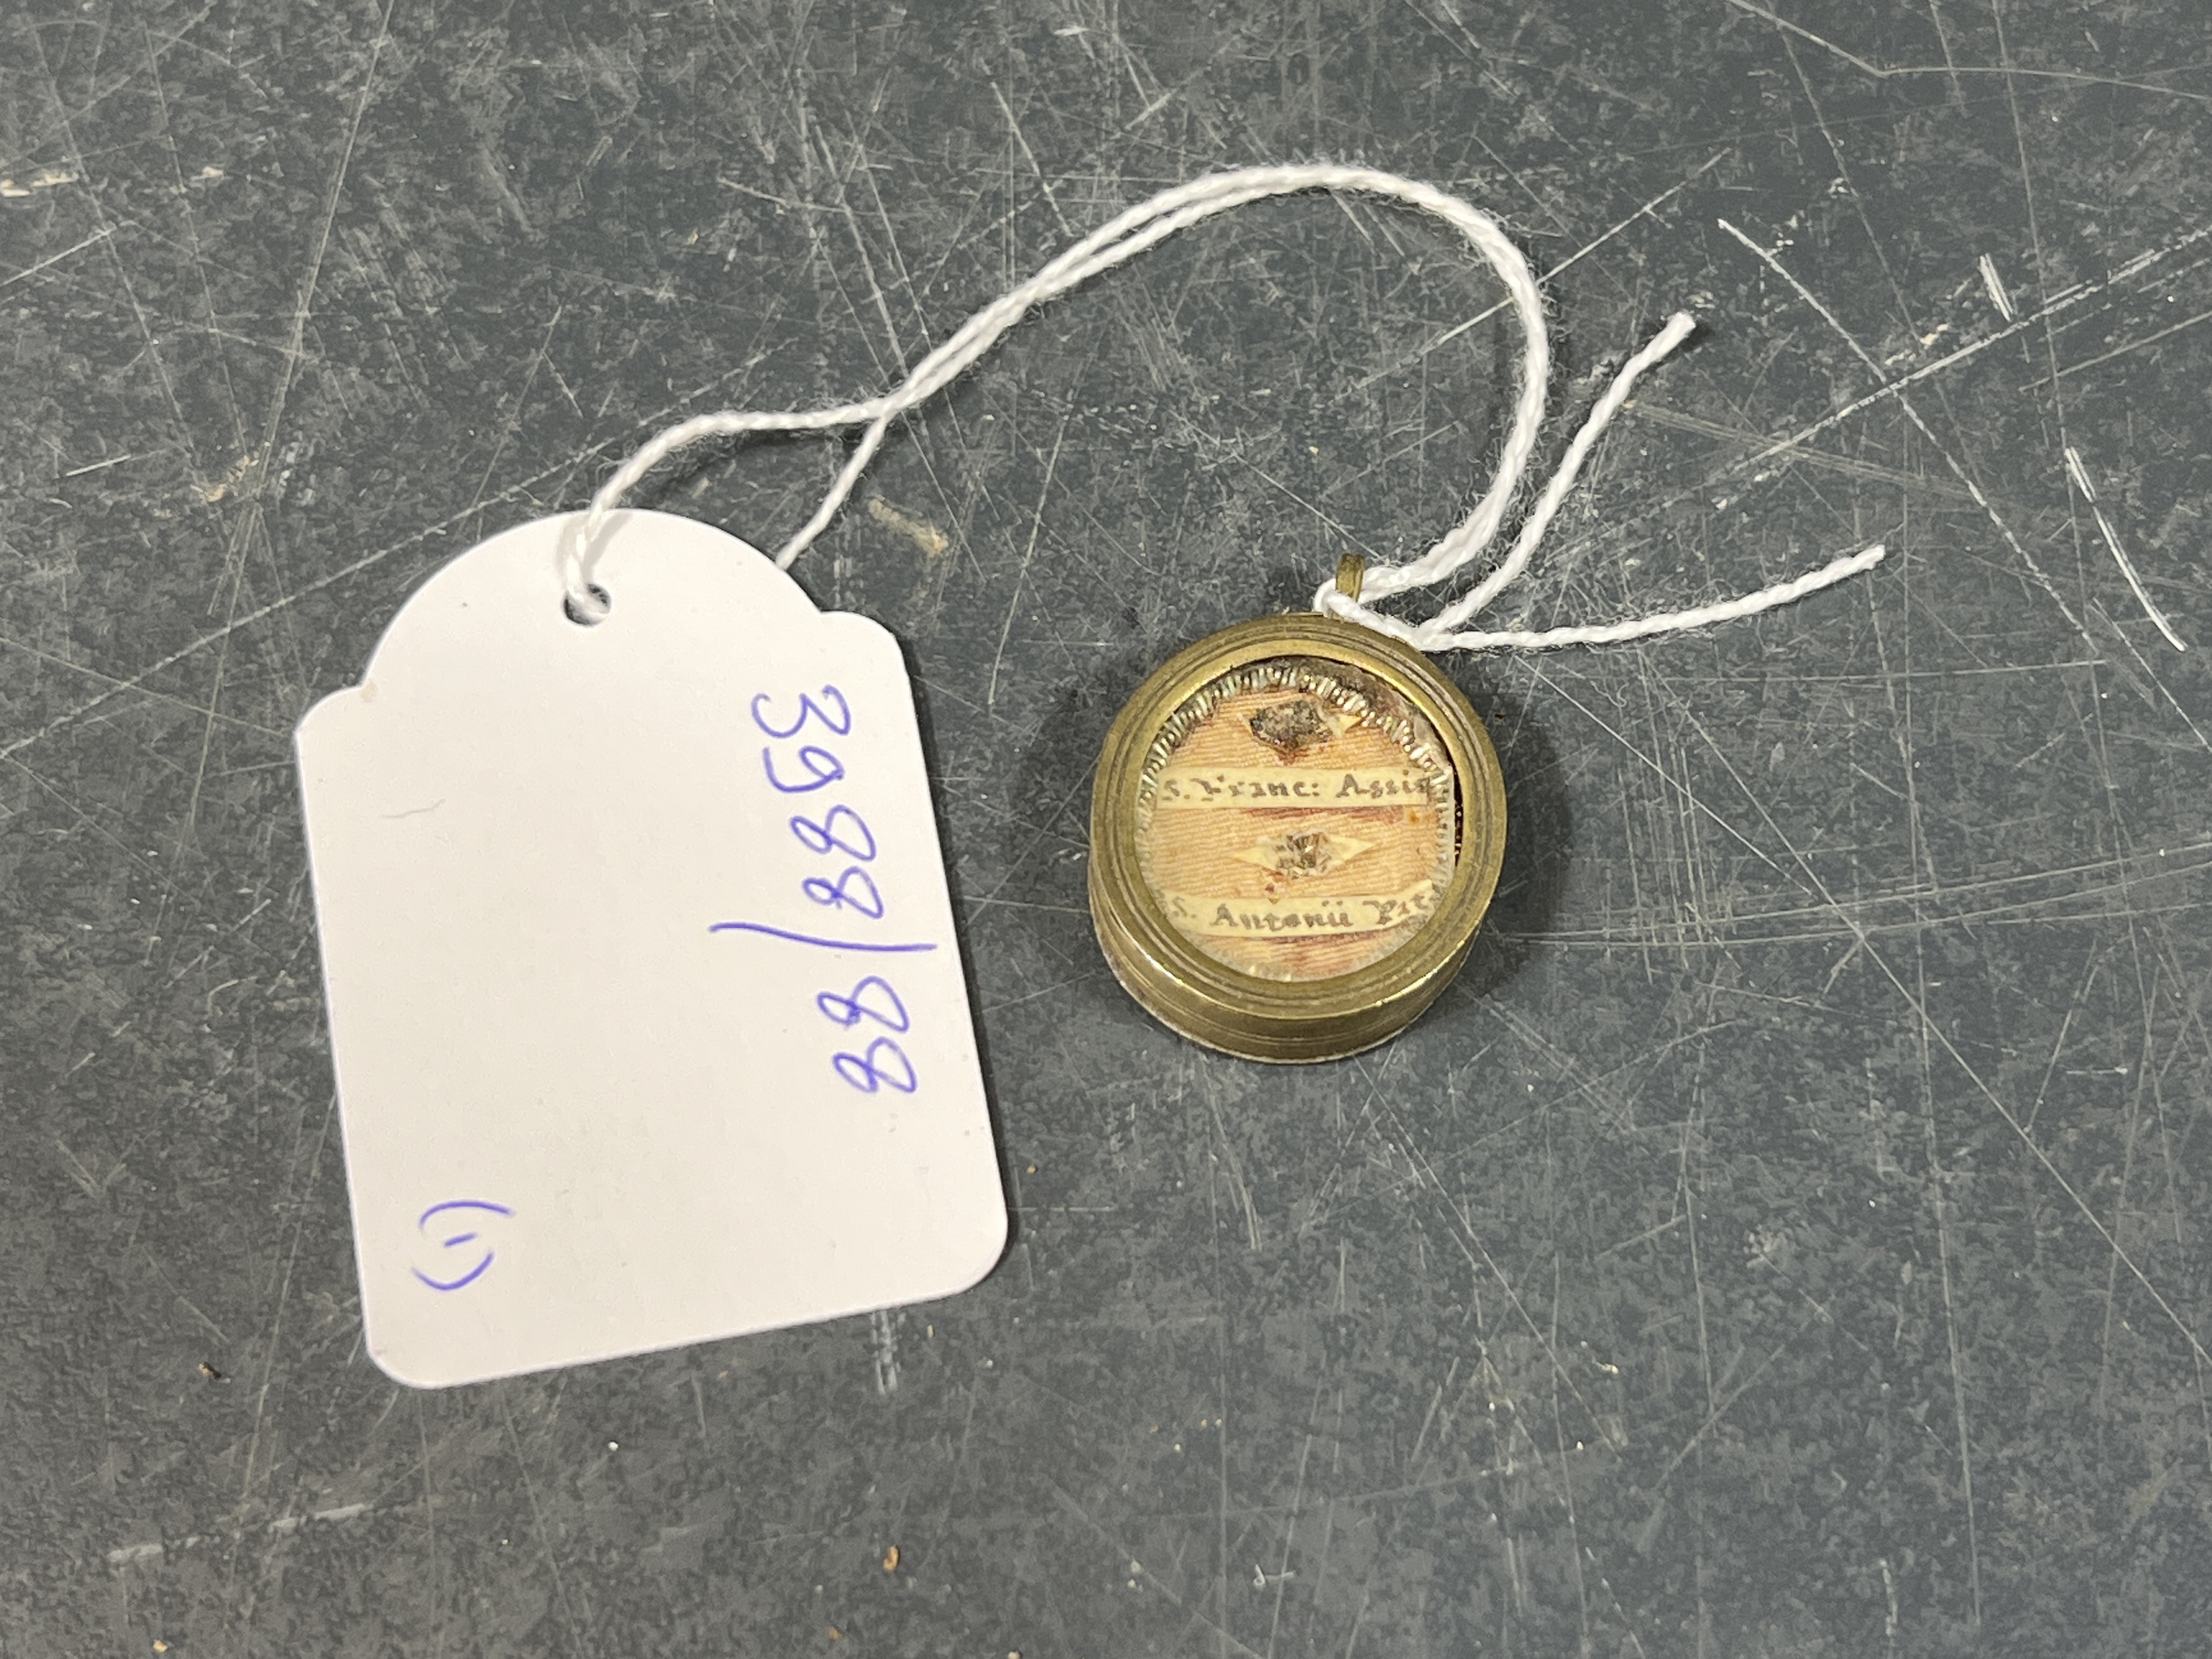 3988/88
(1)
S. Franc: Assis
S. Antonii